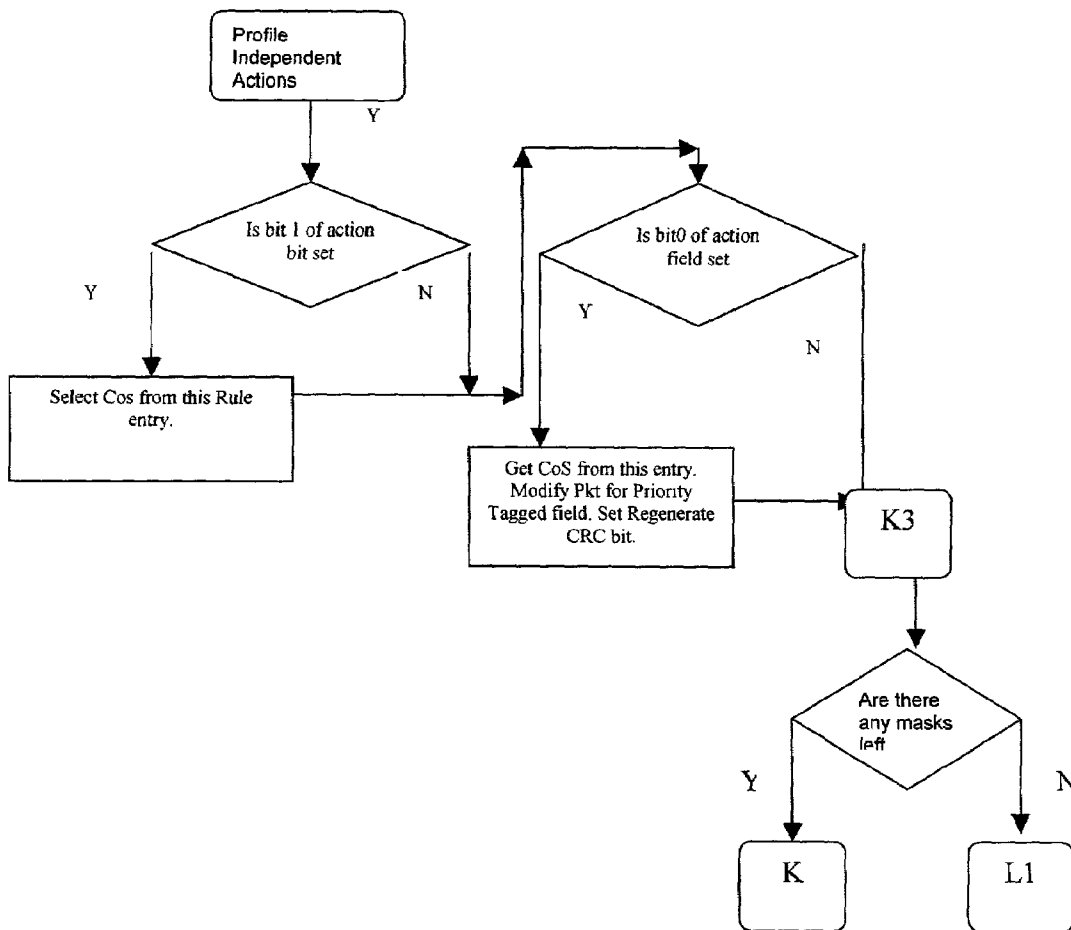 Profile
Independent
Actions
Y
Is bit 1 of action
bit set
Y
N
Select Cos from this Rule
entry.
Is bit0 of action
field set
Y
N
Get CoS from this entry.
Modify Pkt for Priority
Tagged field. Set Regenerate
CRC bit.
K3
Are there
any masks
left
Y
N
K
L1